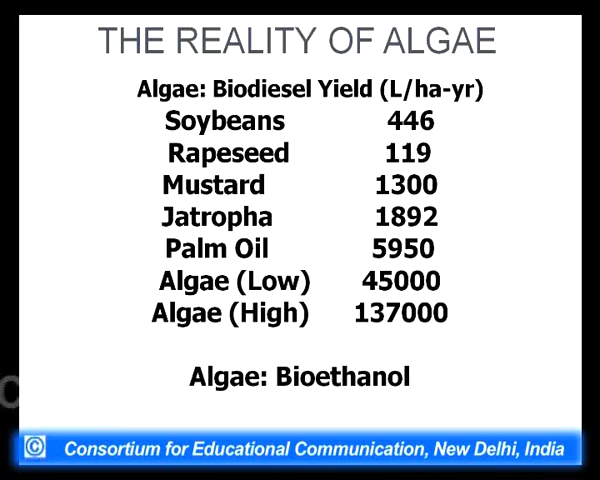 THE REALITY OF ALGAE
Algae: Biodiesel Yield (L/ha-yr)
Soybeans 446
Rapeseed 119
Mustard 1300
Jatropha 1892
Palm Oil 5950
Algae (Low) 45000
Algae (High) 137000
Algae: Bioethanol
© Consortium for Educational Communication, New Delhi, India